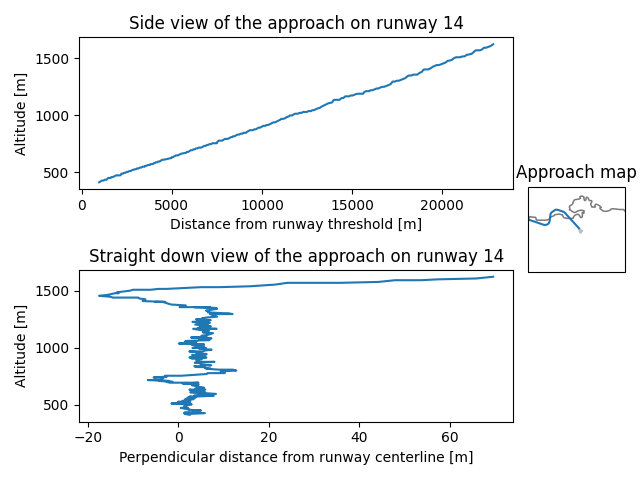 Side view of the approach on runway 14
Altitude [m]
1500
1000
500
0
5000
10000
15000
20000
Distance from runway threshold [m]
Approach map
Straight down view of the approach on runway 14
Altitude [m]
1500
1000
500
−20
0
20
40
60
Perpendicular distance from runway centerline [m]